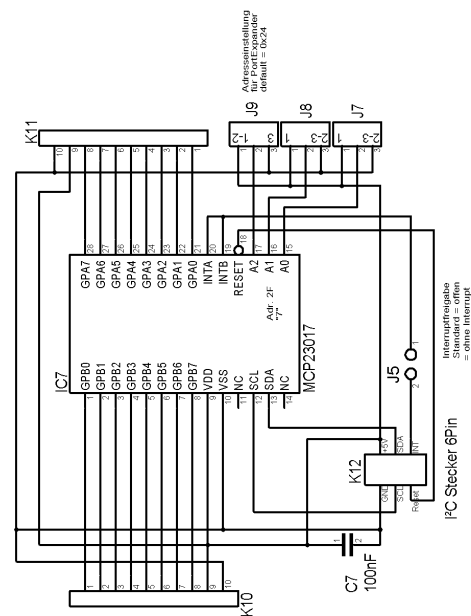 K11
10
9
8
7
6
5
4
3
2
1
Adresseinstellung
für PortExpander
default = 0x24
J9
1-2
3
1
2
3
J8
1
2-3
1
2
3
J7
1
2-3
1
2
3
IC7
MCP23017
Adr. 2F
"7"
GPA7
28
GPA6
27
GPA5
26
GPA4
25
GPA3
24
GPA2
23
GPA1
22
GPA0
21
INTA
20
INTB
19
RESET
18
A2
17
A1
16
A0
15
GPB0
1
GPB1
2
GPB2
3
GPB3
4
GPB4
5
GPB5
6
GPB6
7
GPB7
8
VDD
9
VSS
10
NC
11
SCL
12
SDA
13
NC
14
J5
1
2
Interruptfreigabe
Standard = offen
= ohne Interrupt
K12
+5V
SDA
INT
GND
SCL
Reset
I²C Stecker 6Pin
C7
100nF
1
2
K10
1
2
3
4
5
6
7
8
9
10